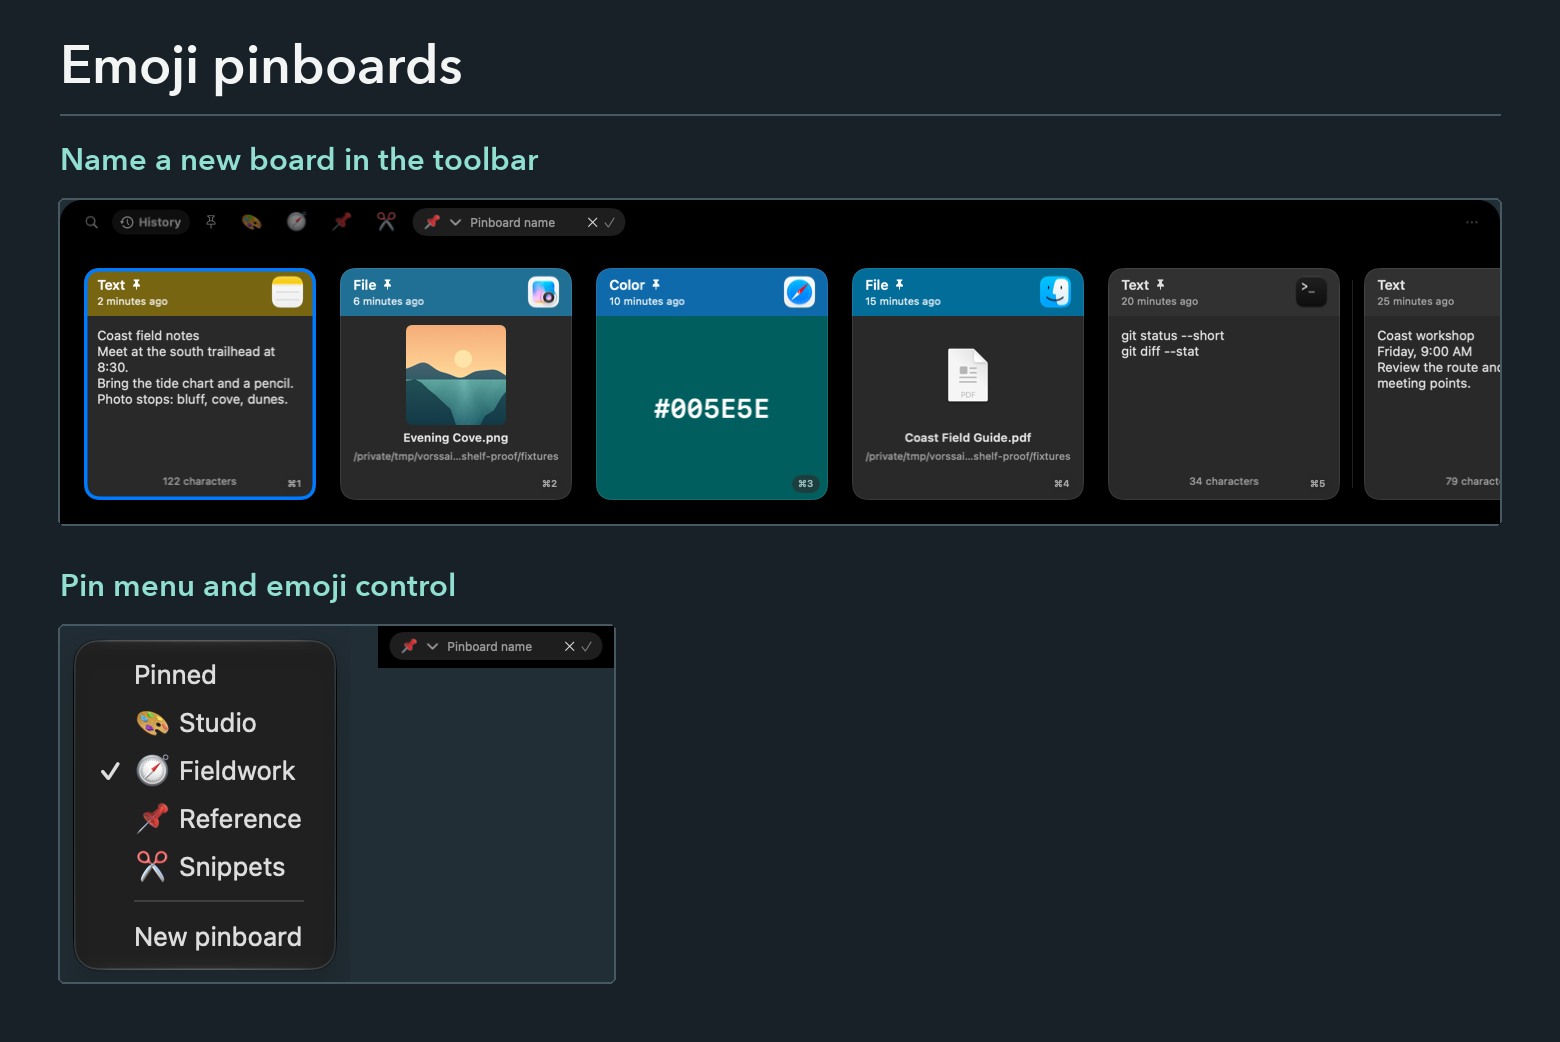 Emoji pinboards
Name a new board in the toolbar
History
Pinboard name
Text
2 minutes ago
Coast field notes
Meet at the south trailhead at
8:30.
Bring the tide chart and a pencil.
Photo stops: bluff, cove, dunes.
122 characters
⌘1
File
6 minutes ago
Evening Cove.png
/private/tmp/vorssai...shelf-proof/fixtures
⌘2
Color
10 minutes ago
#005E5E
⌘3
File
15 minutes ago
PDF
Coast Field Guide.pdf
/private/tmp/vorssai...shelf-proof/fixtures
⌘4
Text
20 minutes ago
>_
git status --short
git diff --stat
34 characters
⌘5
Text
25 minutes ago
Coast workshop
Friday, 9:00 AM
Review the route and
meeting points.
79 charact
Pin menu and emoji control
Pinned
Studio
Fieldwork
Reference
Snippets
New pinboard
Pinboard name